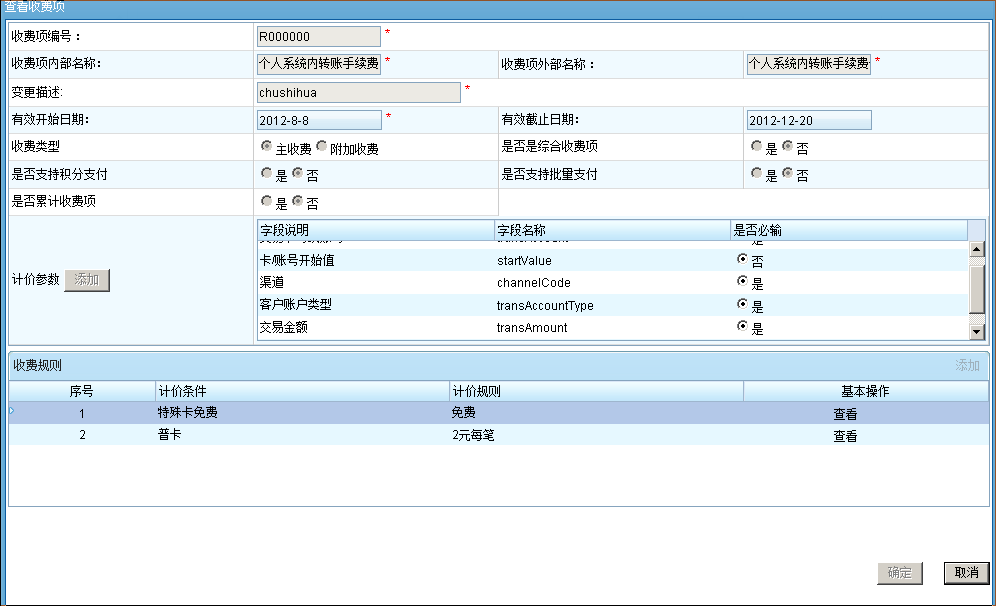 查看收费项
收费项编号： R000000 *
收费项内部名称： 个人系统内转账手续费 * 收费项外部名称： 个人系统内转账手续费 *
变更描述: chushihua *
有效开始日期： 2012-8-8 * 有效截止日期： 2012-12-20
收费类型 主收费 附加收费 是否是综合收费项 是 否
是否支持积分支付 是 否 是否支持批量支付 是 否
是否累计收费项 是 否
字段说明 字段名称 是否必输
卡/账号开始值 startValue 否
渠道 channelCode 是
计价参数 添加
客户账户类型 transAccountType 是
交易金额 transAmount 是
收费规则 添加
序号 计价条件 计价规则 基本操作
1 特殊卡免费 免费 查看
2 普卡 2元每笔 查看
确定 取消